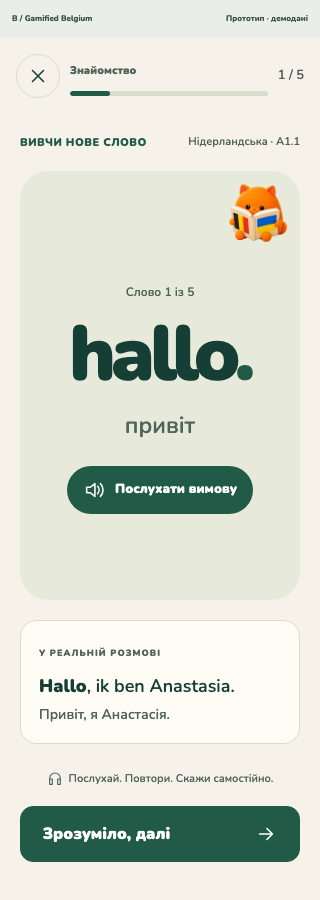 B / Gamified Belgium
Прототип · демодані
Знайомство
1 / 5
ВИВЧИ НОВЕ СЛОВО
Нідерландська · A1.1
Слово 1 із 5
hallo.
привіт
Послухати вимову
У РЕАЛЬНІЙ РОЗМОВІ
Hallo, ik ben Anastasia.
Привіт, я Анастасія.
Послухай. Повтори. Скажи самостійно.
Зрозуміло, далі